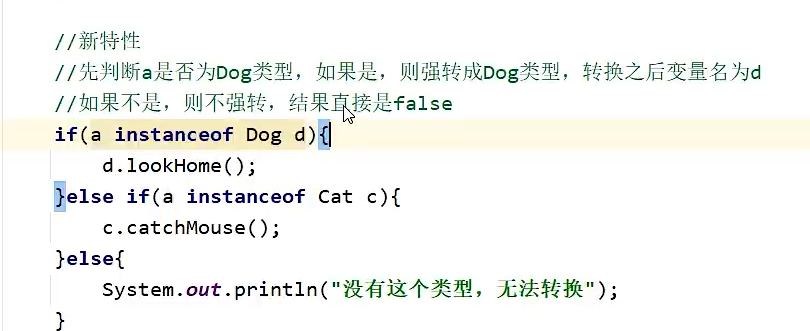 //新特性
//先判断a是否为Dog类型，如果是，则强转成Dog类型，转换之后变量名为d
//如果不是，则不强转，结果直接是false
if(a instanceof Dog d){
    d.lookHome();
}else if(a instanceof Cat c){
    c.catchMouse();
}else{
    System.out.println("没有这个类型，无法转换");
}